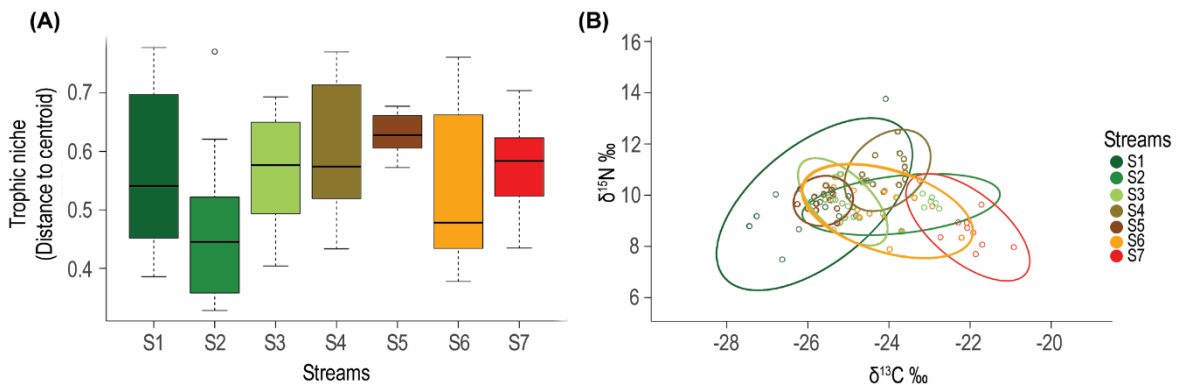 (A)
Trophic niche
(Distance to centroid)
0.7
0.6
0.5
0.4
S1 S2 S3 S4 S5 S6 S7
Streams
(B)
δ¹⁵N ‰
16
14
12
10
8
6
-28 -26 -24 -22 -20
δ¹³C ‰
Streams
S1
S2
S3
S4
S5
S6
S7